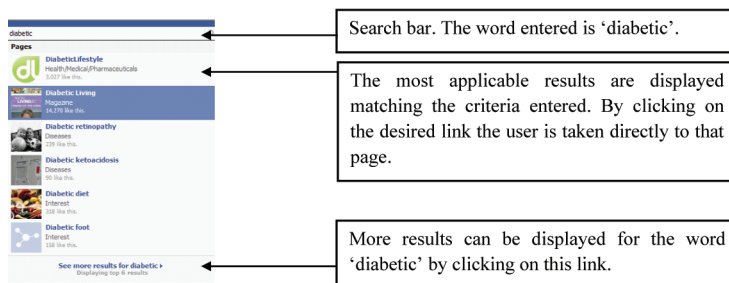 diabetic
Pages
DiabeticLifestyle
Health/Medical/Pharmaceuticals
3,027 like this.
Diabetic Living
Magazine
14,270 like this.
Diabetic retinopathy
Diseases
229 like this.
Diabetic ketoacidosis
Diseases
90 like this.
Diabetic diet
Interest
318 like this.
Diabetic foot
Interest
158 like this.
See more results for diabetic
Displaying top 6 results
Search bar. The word entered is ‘diabetic’.
The most applicable results are displayed
matching the criteria entered. By clicking on
the desired link the user is taken directly to that
page.
More results can be displayed for the word
‘diabetic’ by clicking on this link.